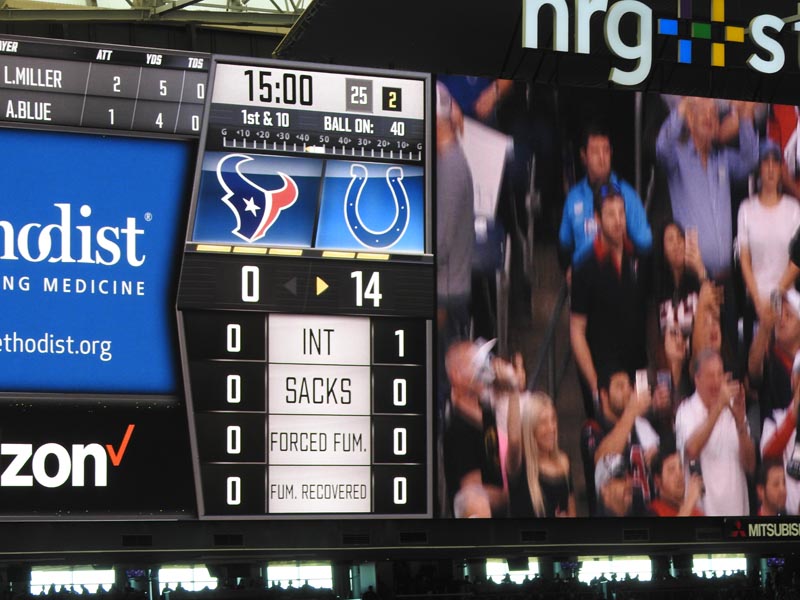 nrg st
ATT YDS TDS
L.MILLER 2 5 0
A.BLUE 1 4 0
15:00 25 2
1st & 10 BALL ON: 40
G 10 20 30 40 50 40 30 20 10 G
hodist®
NG MEDICINE
ethodist.org
0 14
0 INT 1
0 SACKS 0
0 FORCED FUM. 0
0 FUM. RECOVERED 0
zon
MITSUBIS